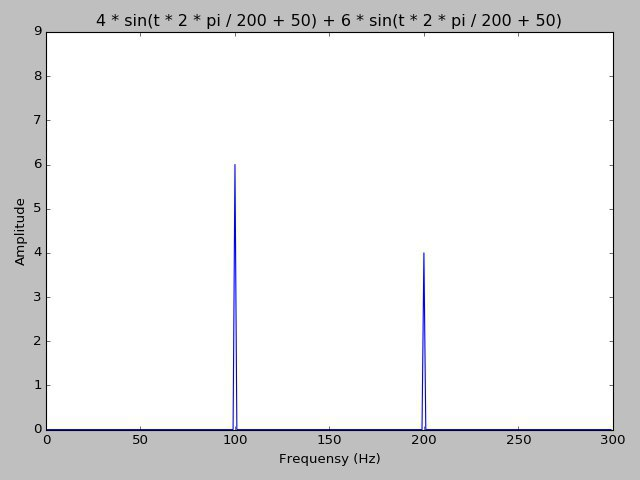 4 * sin(t * 2 * pi / 200 + 50) + 6 * sin(t * 2 * pi / 200 + 50)
9
8
7
6
5
4
3
2
1
0
Amplitude
0 50 100 150 200 250 300
Frequensy (Hz)